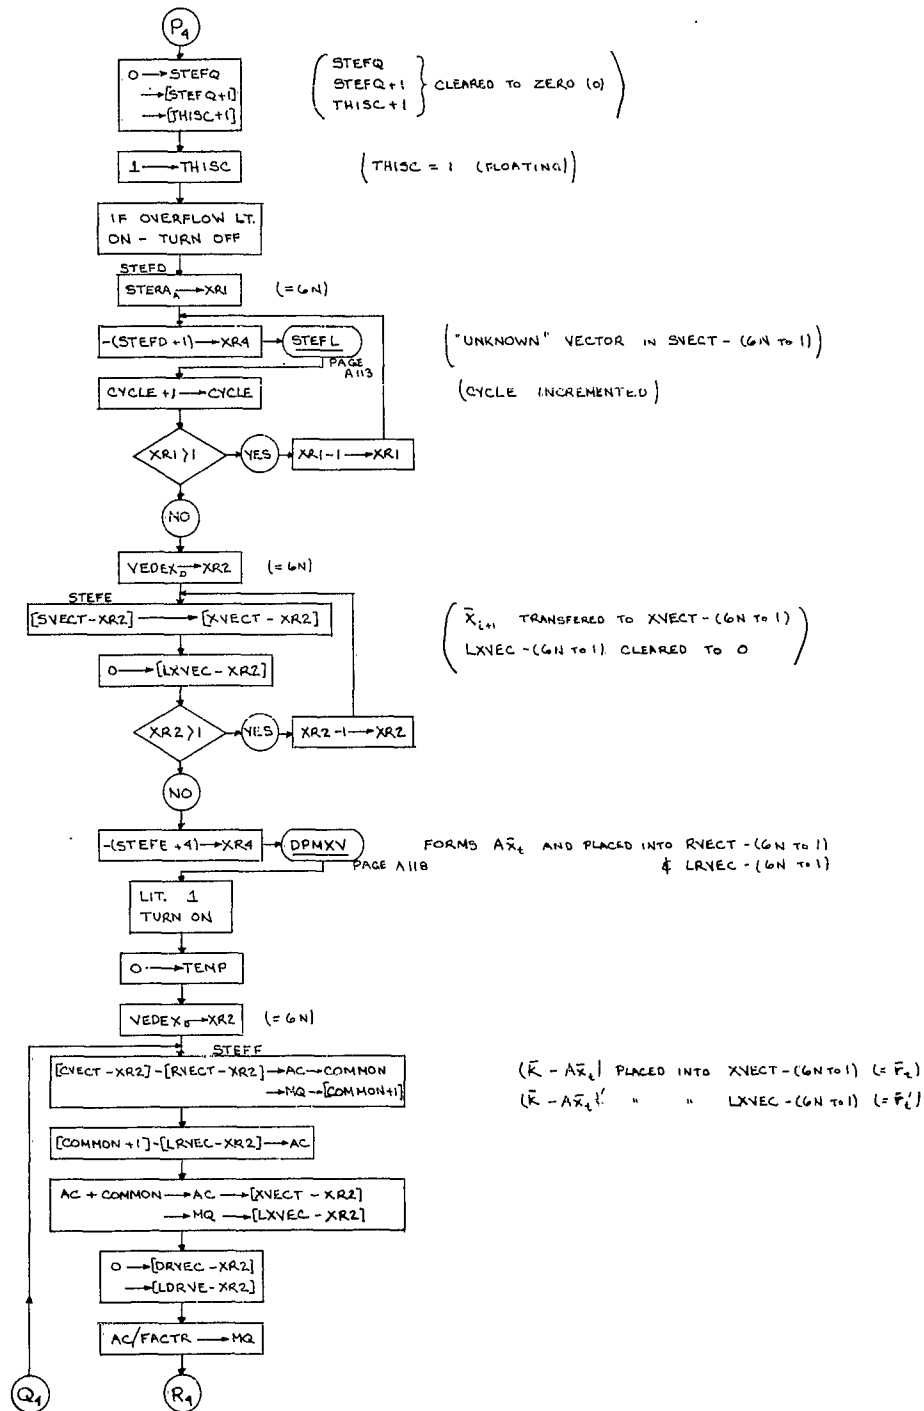 P4
0 → STEFQ
→ [STEFQ+1]
→ [THISC+1]
STEFQ
STEFQ+1
THISC+1
} CLEARED TO ZERO (0)
1 → THISC
(THISC = 1 (FLOATING))
IF OVERFLOW LT.
ON – TURN OFF
STEFD
STERA_A → XR1
(=6N)
-(STEFD+1) → XR4
STEFL
("UNKNOWN" VECTOR IN SVECT-(6N TO 1))
PAGE
A113
CYCLE+1 → CYCLE
(CYCLE INCREMENTED)
XR1>1
YES
XR1-1 → XR1
NO
VEDEX_D → XR2
(=6N)
STEFE
[SVECT-XR2] → [XVECT-XR2]
x̄i+1 TRANSFERED TO XVECT-(6N TO 1)
LXVEC-(6N TO 1) CLEARED TO 0
0 → [LXVEC-XR2]
XR2>1
YES
XR2-1 → XR2
NO
-(STEFE+4) → XR4
DPMXV
FORMS Ax̄t AND PLACED INTO RVECT-(6N TO 1)
& LRVEC-(6N TO 1)
PAGE A118
LIT. 1
TURN ON
0 → TEMP
VEDEX_D → XR2
(=6N)
STEFF
[CVECT-XR2]-[RVECT-XR2] → AC → COMMON
→ MQ → [COMMON+1]
(K̄ - Ax̄t) PLACED INTO XVECT-(6N TO 1) (= r̄t)
(K̄ - Ax̄t)' " " LXVEC-(6N TO 1) (= r̄t')
[COMMON+1]-[LRVEC-XR2] → AC
AC + COMMON → AC → [XVECT-XR2]
→ MQ → [LXVEC-XR2]
0 → [DRVEC-XR2]
→ [LDRVE-XR2]
AC/FACTR → MQ
Q4
R4